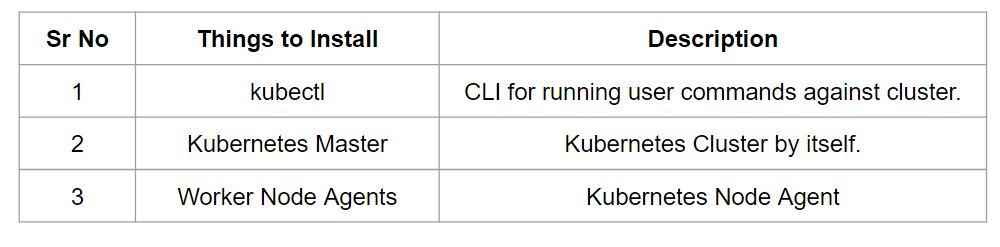 Sr No Things to Install Description
1 kubectl CLI for running user commands against cluster.
2 Kubernetes Master Kubernetes Cluster by itself.
3 Worker Node Agents Kubernetes Node Agent